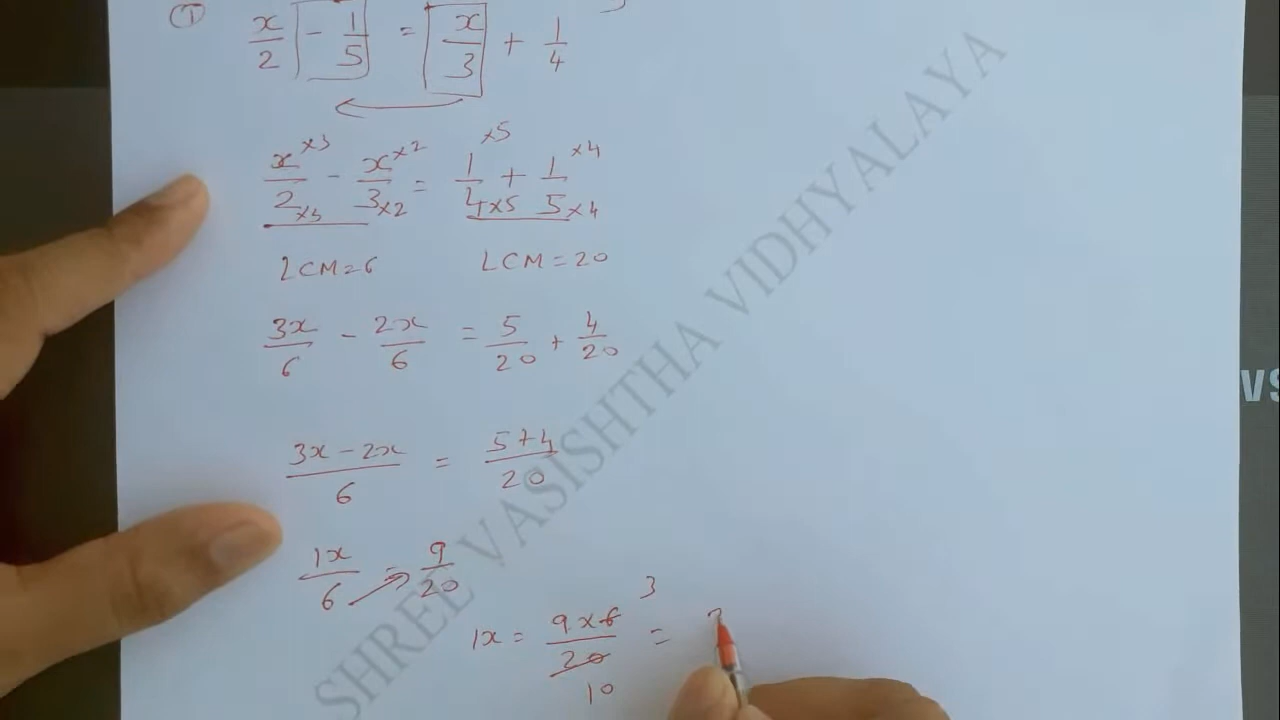 ① x/2 - 1/5 = x/3 + 1/4
x×3/2×3 - x×2/3×2 = 1×5/4×5 + 1×4/5×4
LCM=6 LCM=20
3x/6 - 2x/6 = 5/20 + 4/20
3x-2x/6 = 5+4/20
1x/6 = 9/20
1x = 9×6/20 =
3
10
SHREE VASISHTHA VIDHYALAYA
VS